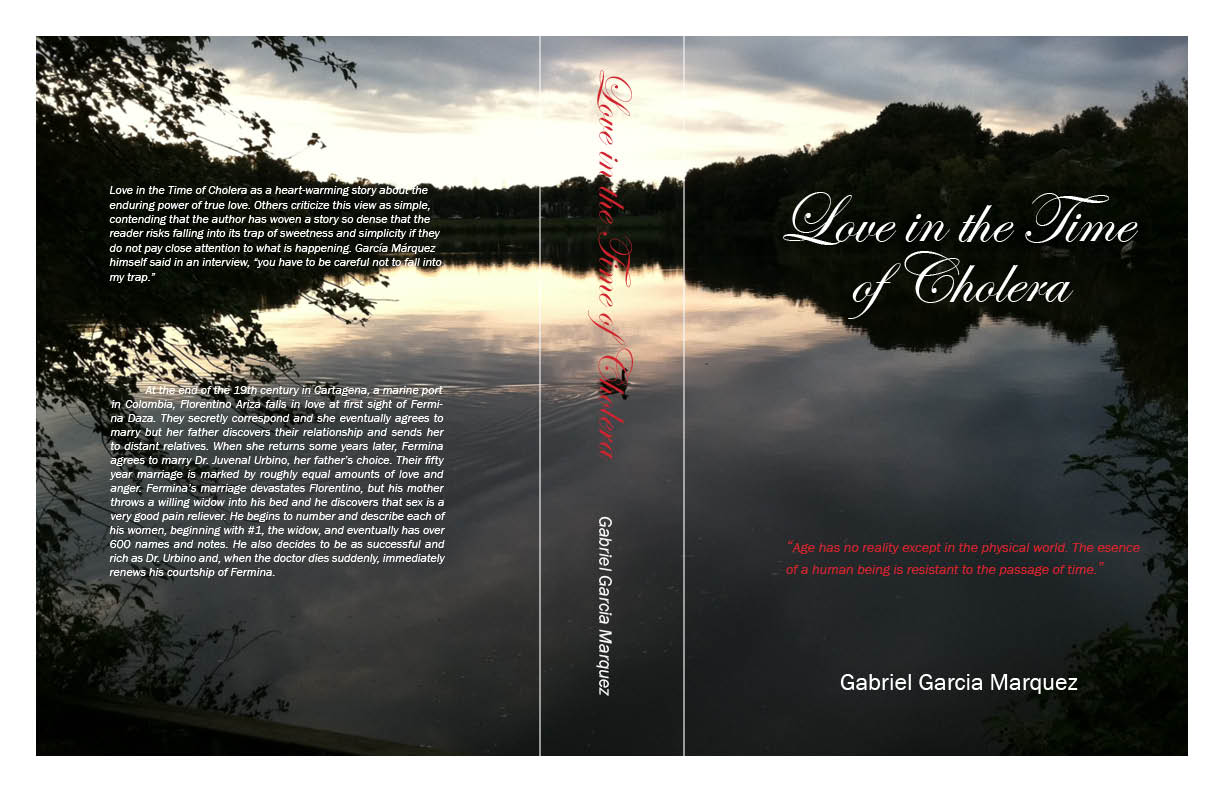 Love in the Time of Cholera as a heart-warming story about the
enduring power of true love. Others criticize this view as simple,
contending that the author has woven a story so dense that the
reader risks falling into its trap of sweetness and simplicity if they
do not pay close attention to what is happening. García Márquez
himself said in an interview, “you have to be careful not to fall into
my trap.”
At the end of the 19th century in Cartagena, a marine port
in Colombia, Florentino Ariza falls in love at first sight of Fermi-
na Daza. They secretly correspond and she eventually agrees to
marry but her father discovers their relationship and sends her
to distant relatives. When she returns some years later, Fermina
agrees to marry Dr. Juvenal Urbino, her father's choice. Their fifty
year marriage is marked by roughly equal amounts of love and
anger. Fermina's marriage devastates Florentino, but his mother
throws a willing widow into his bed and he discovers that sex is a
very good pain reliever. He begins to number and describe each of
his women, beginning with #1, the widow, and eventually has over
600 names and notes. He also decides to be as successful and
rich as Dr. Urbino and, when the doctor dies suddenly, immediately
renews his courtship of Fermina.
Love in the Time of Cholera
Gabriel Garcia Marquez
Love in the Time
of Cholera
“Age has no reality except in the physical world. The esence
of a human being is resistant to the passage of time.”
Gabriel Garcia Marquez